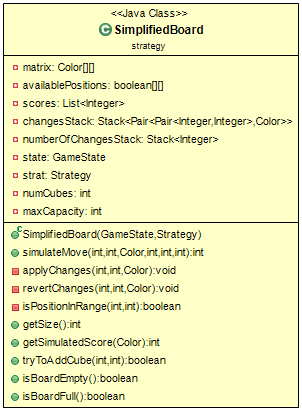 <<Java Class>>
C SimplifiedBoard
strategy
matrix: Color[][]
availablePositions: boolean[][]
scores: List<Integer>
changesStack: Stack<Pair<Pair<Integer,Integer>,Color>>
numberOfChangesStack: Stack<Integer>
state: GameState
strat: Strategy
numCubes: int
maxCapacity: int
C SimplifiedBoard(GameState,Strategy)
simulateMove(int,int,Color,int,int,int):int
applyChanges(int,int,Color):void
revertChanges(int,int,Color):void
isPositionInRange(int,int):boolean
getSize():int
getSimulatedScore(Color):int
tryToAddCube(int,int):boolean
isBoardEmpty():boolean
isBoardFull():boolean